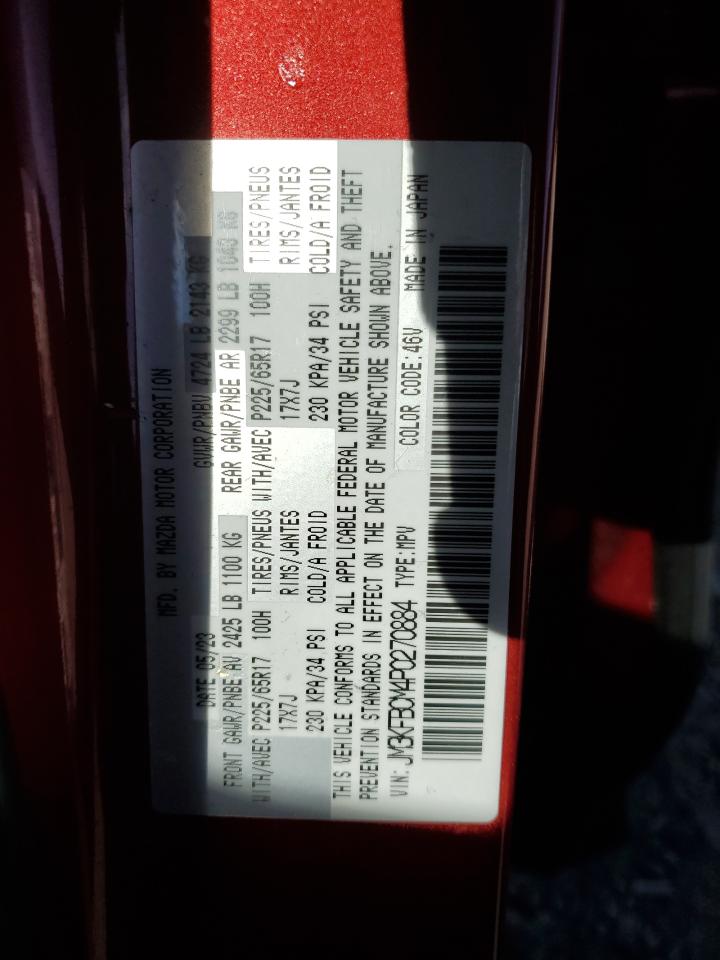 MFD. BY MAZDA MOTOR CORPORATION
DATE 05/23 GVWR/PNBV 4724 LB 2143 KG
FRONT GAWR/PNBE AV 2425 LB 1100 KG REAR GAWR/PNBE AR 2299 LB 1043 KG
WITH/AVEC P225/65R17 100H TIRES/PNEUS WITH/AVEC P225/65R17 100H TIRES/PNEUS
17X7J RIMS/JANTES 17X7J RIMS/JANTES
230 KPA/34 PSI COLD/A FROID 230 KPA/34 PSI COLD/A FROID
THIS VEHICLE CONFORMS TO ALL APPLICABLE FEDERAL MOTOR VEHICLE SAFETY AND THEFT
PREVENTION STANDARDS IN EFFECT ON THE DATE OF MANUFACTURE SHOWN ABOVE.
VIN: JM3KFBCM4P0270884 TYPE:MPV COLOR CODE:46V MADE IN JAPAN